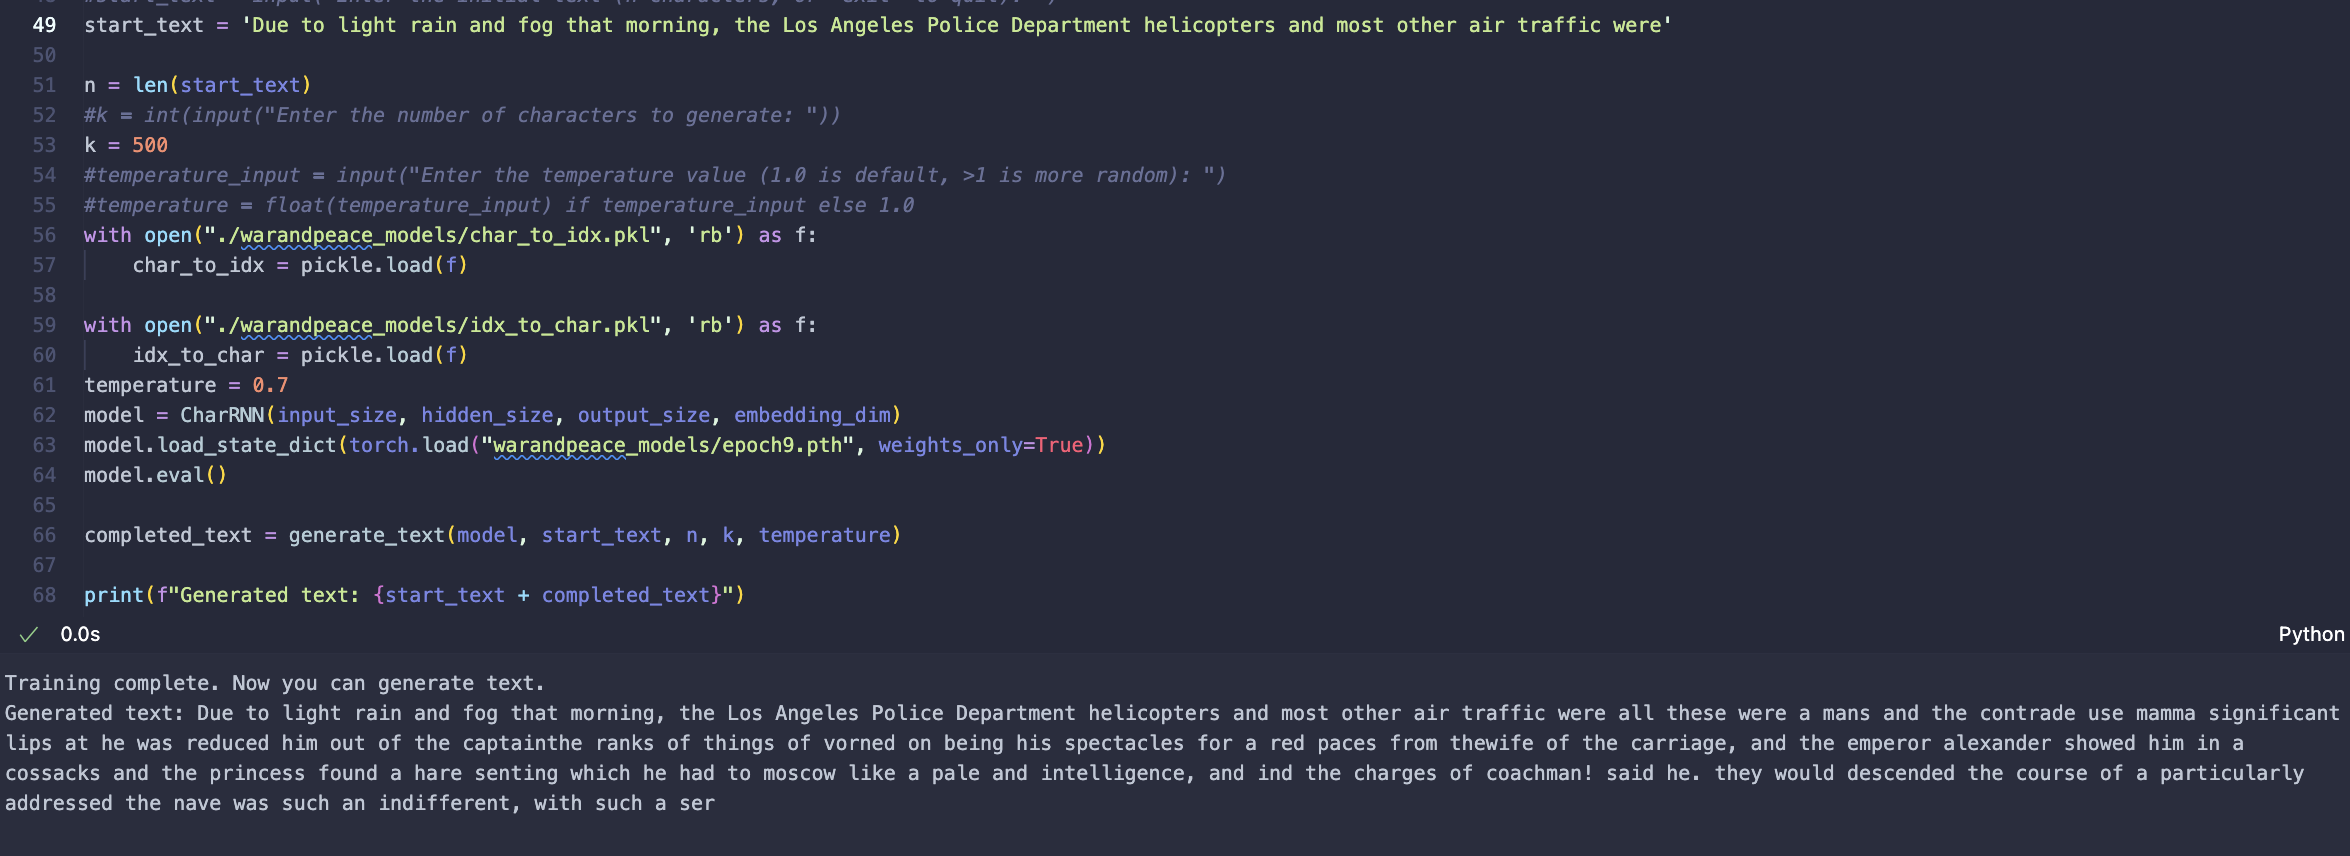 49 start_text = 'Due to light rain and fog that morning, the Los Angeles Police Department helicopters and most other air traffic were'
50
51 n = len(start_text)
52 #k = int(input("Enter the number of characters to generate: "))
53 k = 500
54 #temperature_input = input("Enter the temperature value (1.0 is default, >1 is more random): ")
55 #temperature = float(temperature_input) if temperature_input else 1.0
56 with open("./warandpeace_models/char_to_idx.pkl", 'rb') as f:
57     char_to_idx = pickle.load(f)
58
59 with open("./warandpeace_models/idx_to_char.pkl", 'rb') as f:
60     idx_to_char = pickle.load(f)
61 temperature = 0.7
62 model = CharRNN(input_size, hidden_size, output_size, embedding_dim)
63 model.load_state_dict(torch.load("warandpeace_models/epoch9.pth", weights_only=True))
64 model.eval()
65
66 completed_text = generate_text(model, start_text, n, k, temperature)
67
68 print(f"Generated text: {start_text + completed_text}")
0.0s Python
Training complete. Now you can generate text.
Generated text: Due to light rain and fog that morning, the Los Angeles Police Department helicopters and most other air traffic were all these were a mans and the contrade use mamma significant
lips at he was reduced him out of the captainthe ranks of things of vorned on being his spectacles for a red paces from thewife of the carriage, and the emperor alexander showed him in a
cossacks and the princess found a hare senting which he had to moscow like a pale and intelligence, and ind the charges of coachman! said he. they would descended the course of a particularly
addressed the nave was such an indifferent, with such a ser